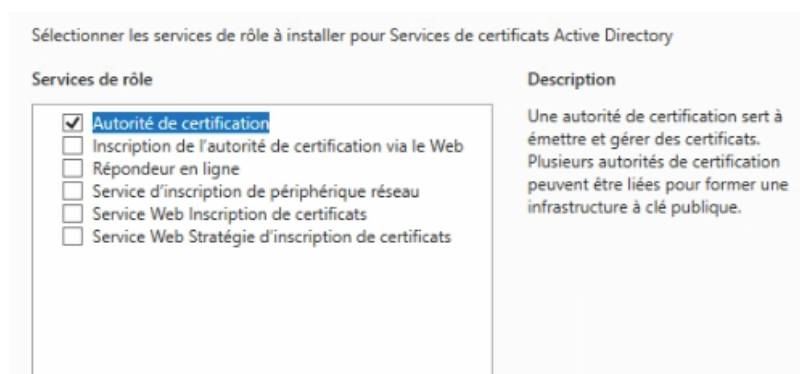 Sélectionner les services de rôle à installer pour Services de certificats Active Directory
Services de rôle
Autorité de certification
Inscription de l'autorité de certification via le Web
Répondeur en ligne
Service d'inscription de périphérique réseau
Service Web Inscription de certificats
Service Web Stratégie d'inscription de certificats
Description
Une autorité de certification sert à
émettre et gérer des certificats.
Plusieurs autorités de certification
peuvent être liées pour former une
infrastructure à clé publique.